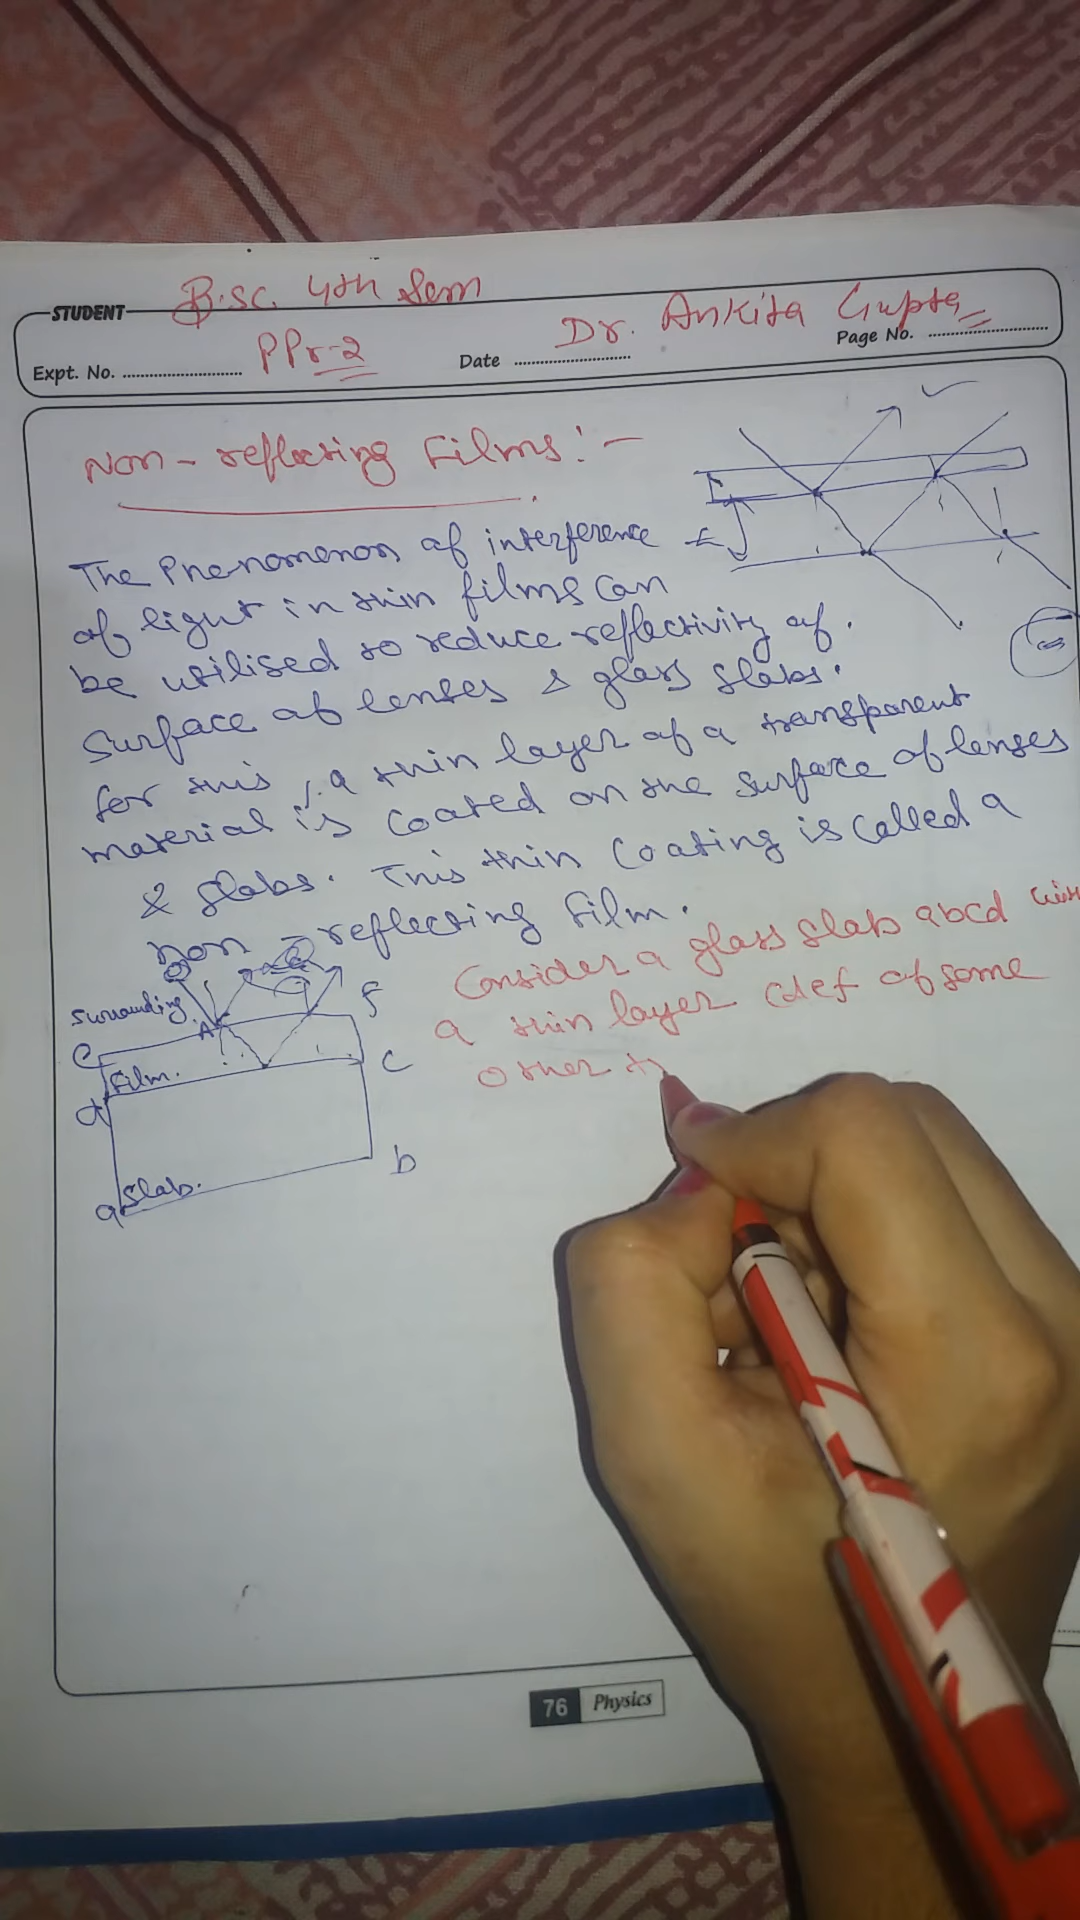 B.Sc. 4th Sem
STUDENT
PPr-2
Dr. Ankita Gupta
Expt. No.
Date
Page No.
Non-reflecting Films:-
The Phenomenon of interference
of light in thin films can
be utilised to reduce reflectivity of
Surface of lenses & glass slabs.
for this, a thin layer of a transparent
material is coated on the surface of lenses
& slabs. This thin coating is called a
non-reflecting film.
t
Consider a glass slab abcd with
a thin layer cdef of some
other
Surrounding
A
f
e
film.
c
d
b
Slab.
a
76 Physics